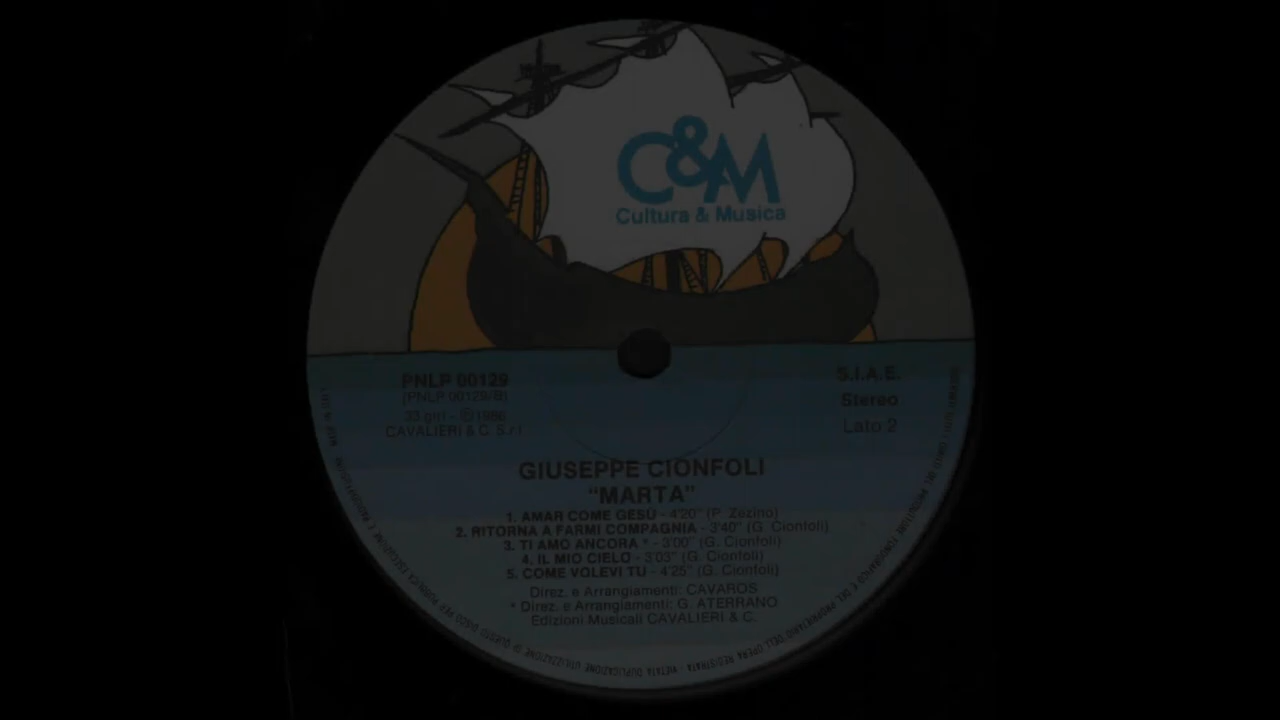 C&M
Cultura & Musica
PNLP 00129
(PNLP 00129/B)
33 giri - Ⓟ1986
CAVALIERI & C. S.r.l
S.I.A.E.
Stereo
Lato 2
GIUSEPPE CIONFOLI
"MARTA"
1. AMAR COME GESÙ - 4'20" (P. Zezino)
2. RITORNA A FARMI COMPAGNIA - 3'40" (G. Cionfoli)
3. TI AMO ANCORA * - 3'00" (G. Cionfoli)
4. IL MIO CIELO - 3'03" (G. Cionfoli)
5. COME VOLEVI TU - 4'25" (G. Cionfoli)
Direz. e Arrangiamenti: CAVAROS
* Direz. e Arrangiamenti: G. ATERRANO
Edizioni Musicali CAVALIERI & C.